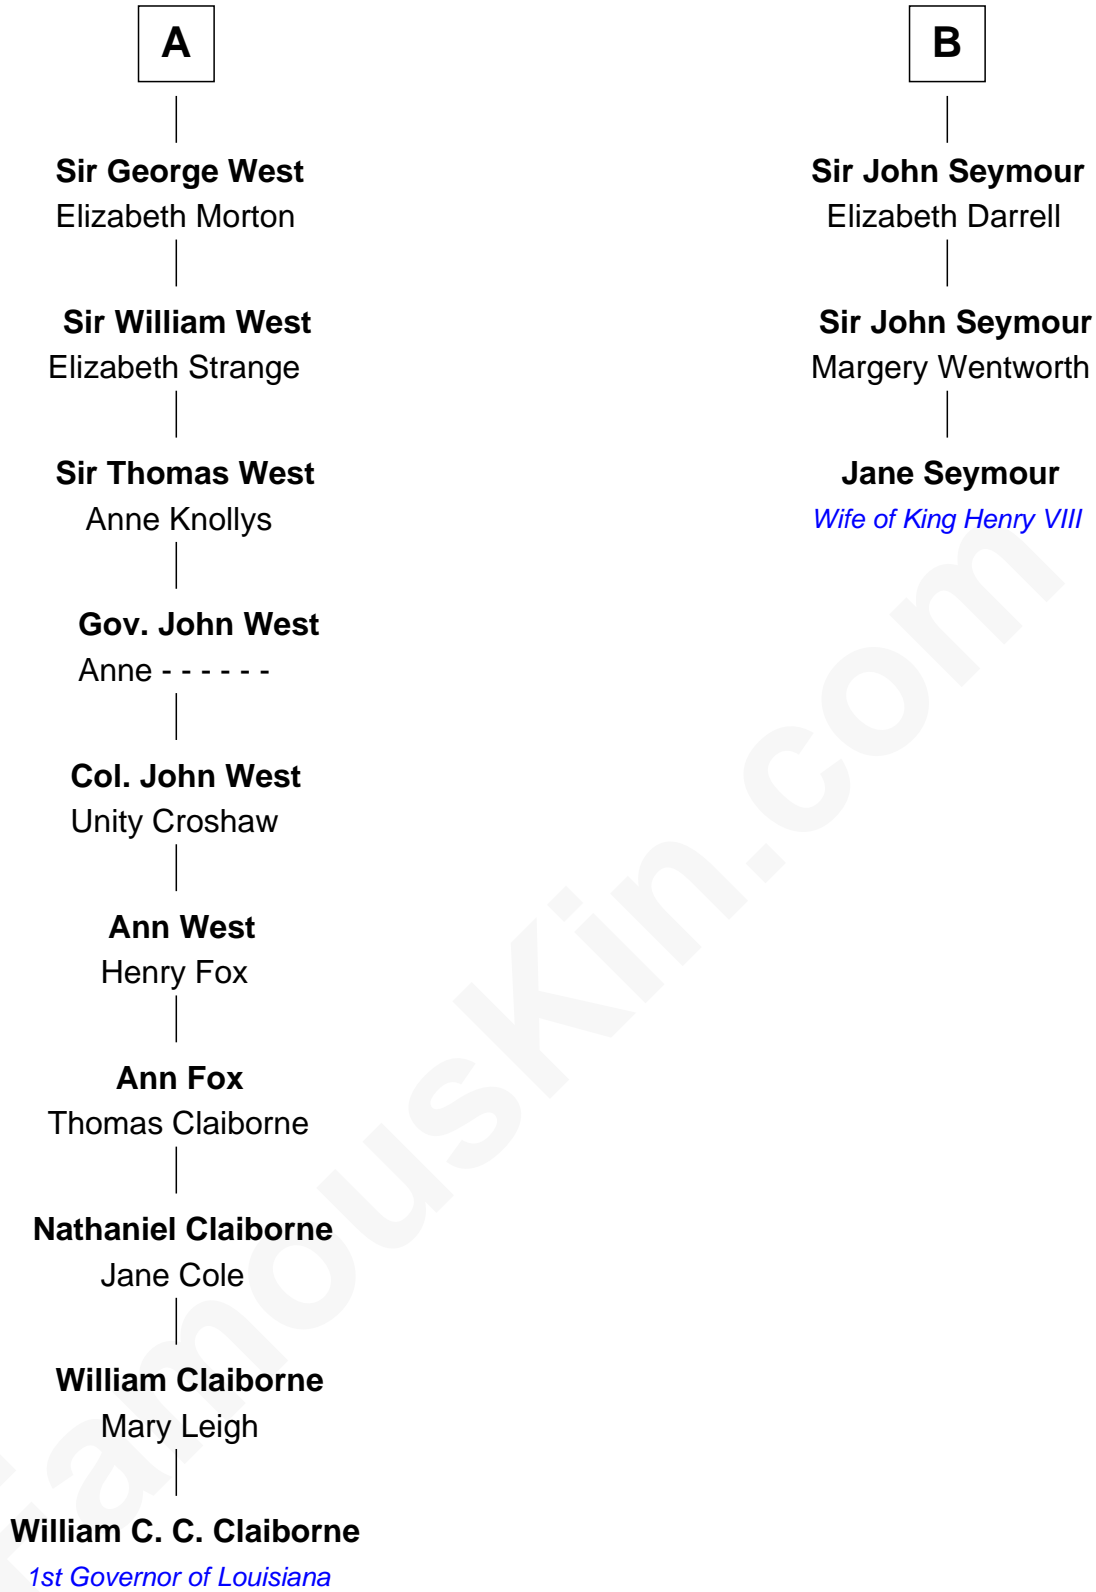 A
Sir George West
Elizabeth Morton
Sir William West
Elizabeth Strange
Sir Thomas West
Anne Knollys
Gov. John West
Anne - - - - - -
Col. John West
Unity Croshaw
Ann West
Henry Fox
Ann Fox
Thomas Claiborne
Nathaniel Claiborne
Jane Cole
William Claiborne
Mary Leigh
William C. C. Claiborne
1st Governor of Louisiana
B
Sir John Seymour
Elizabeth Darrell
Sir John Seymour
Margery Wentworth
Jane Seymour
Wife of King Henry VIII
FamousKin.com